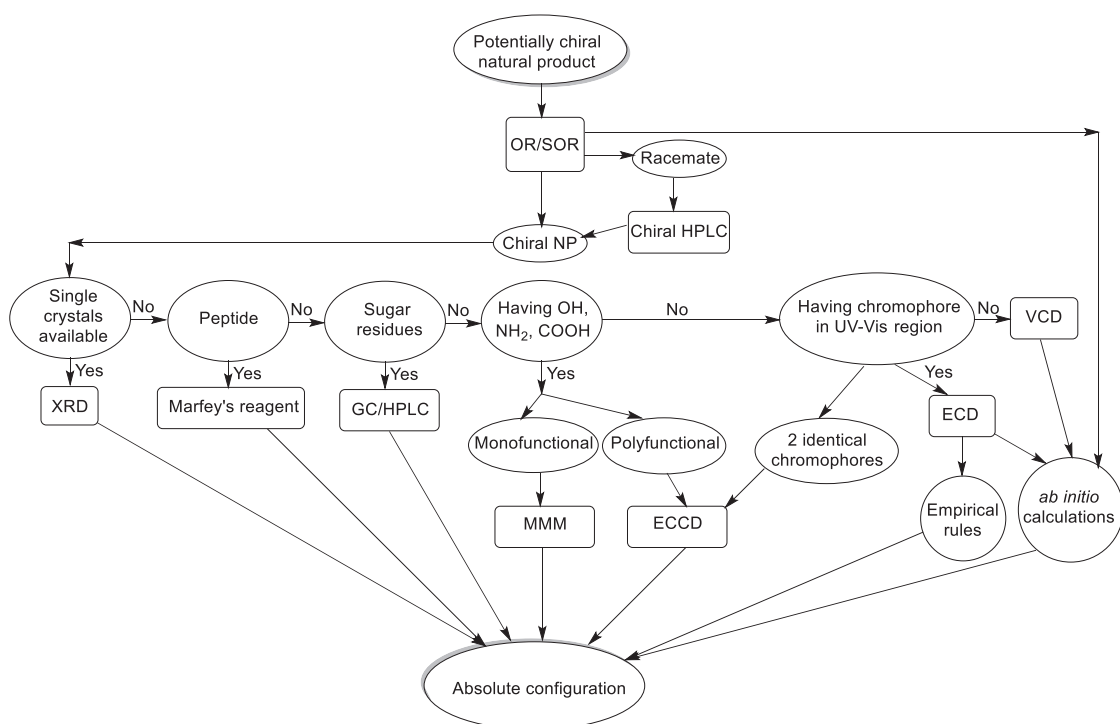 Potentially chiral
natural product
OR/SOR
Racemate
Chiral HPLC
Chiral NP
Single
crystals
available
No
Peptide
No
Sugar
residues
No
Having OH,
NH2, COOH
No
Having chromophore
in UV-Vis region
No
VCD
Yes
XRD
Yes
Marfey's reagent
Yes
GC/HPLC
Yes
Monofunctional
Polyfunctional
2 identical
chromophores
Yes
ECD
MMM
ECCD
Empirical
rules
ab initio
calculations
Absolute configuration